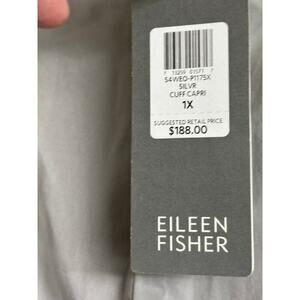 S4WEO-P1175X
SILVR
CUFF CAPRI
1X
SUGGESTED RETAIL PRICE
$188.00
EILEEN
FISHER